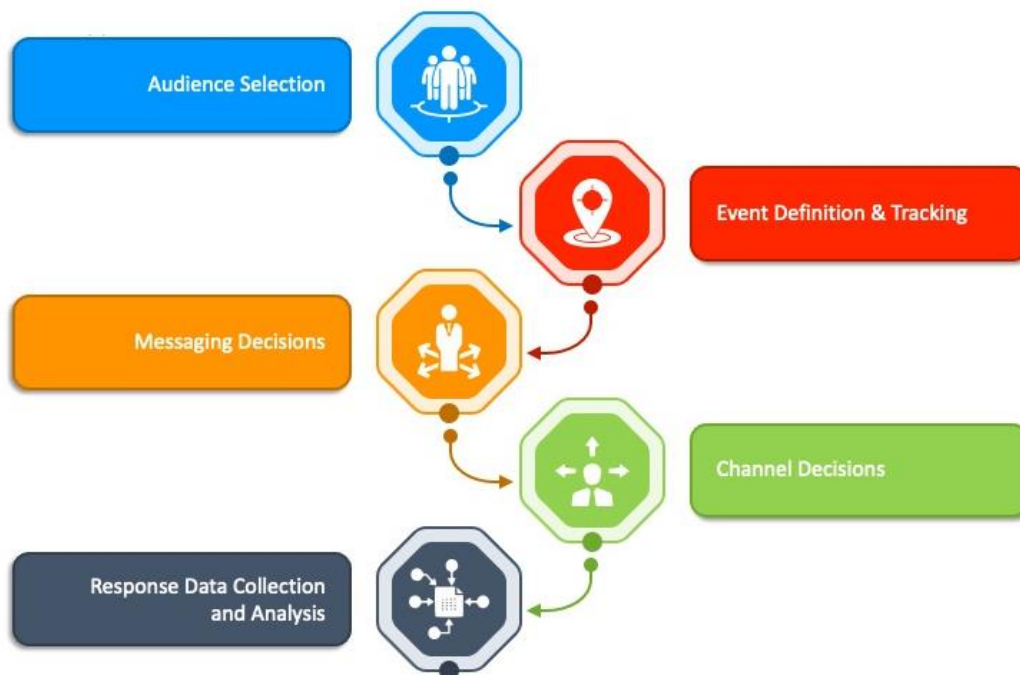 Audience Selection
Event Definition & Tracking
Messaging Decisions
Channel Decisions
Response Data Collection
and Analysis